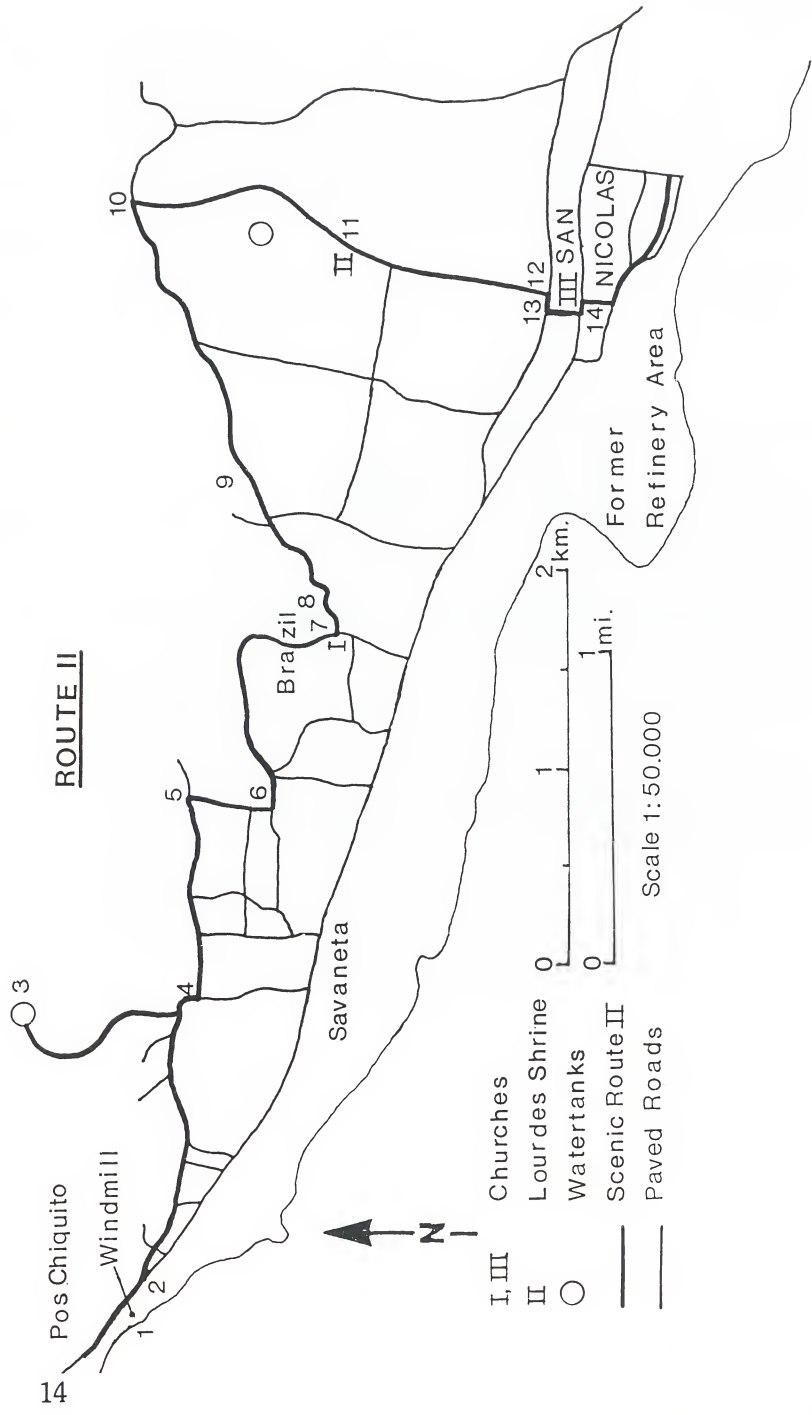 14
ROUTE II
Pos Chiquito
Windmill
1
2
3
4
5
6
Savaneta
Brazil
7
8
I
9
10
II
11
12
13
III SAN
NICOLAS
14
Former
Refinery Area
N
I, III Churches
II Lourdes Shrine
Watertanks
Scenic Route II
Paved Roads
0 1 2 km.
0 1 mi.
Scale 1:50.000